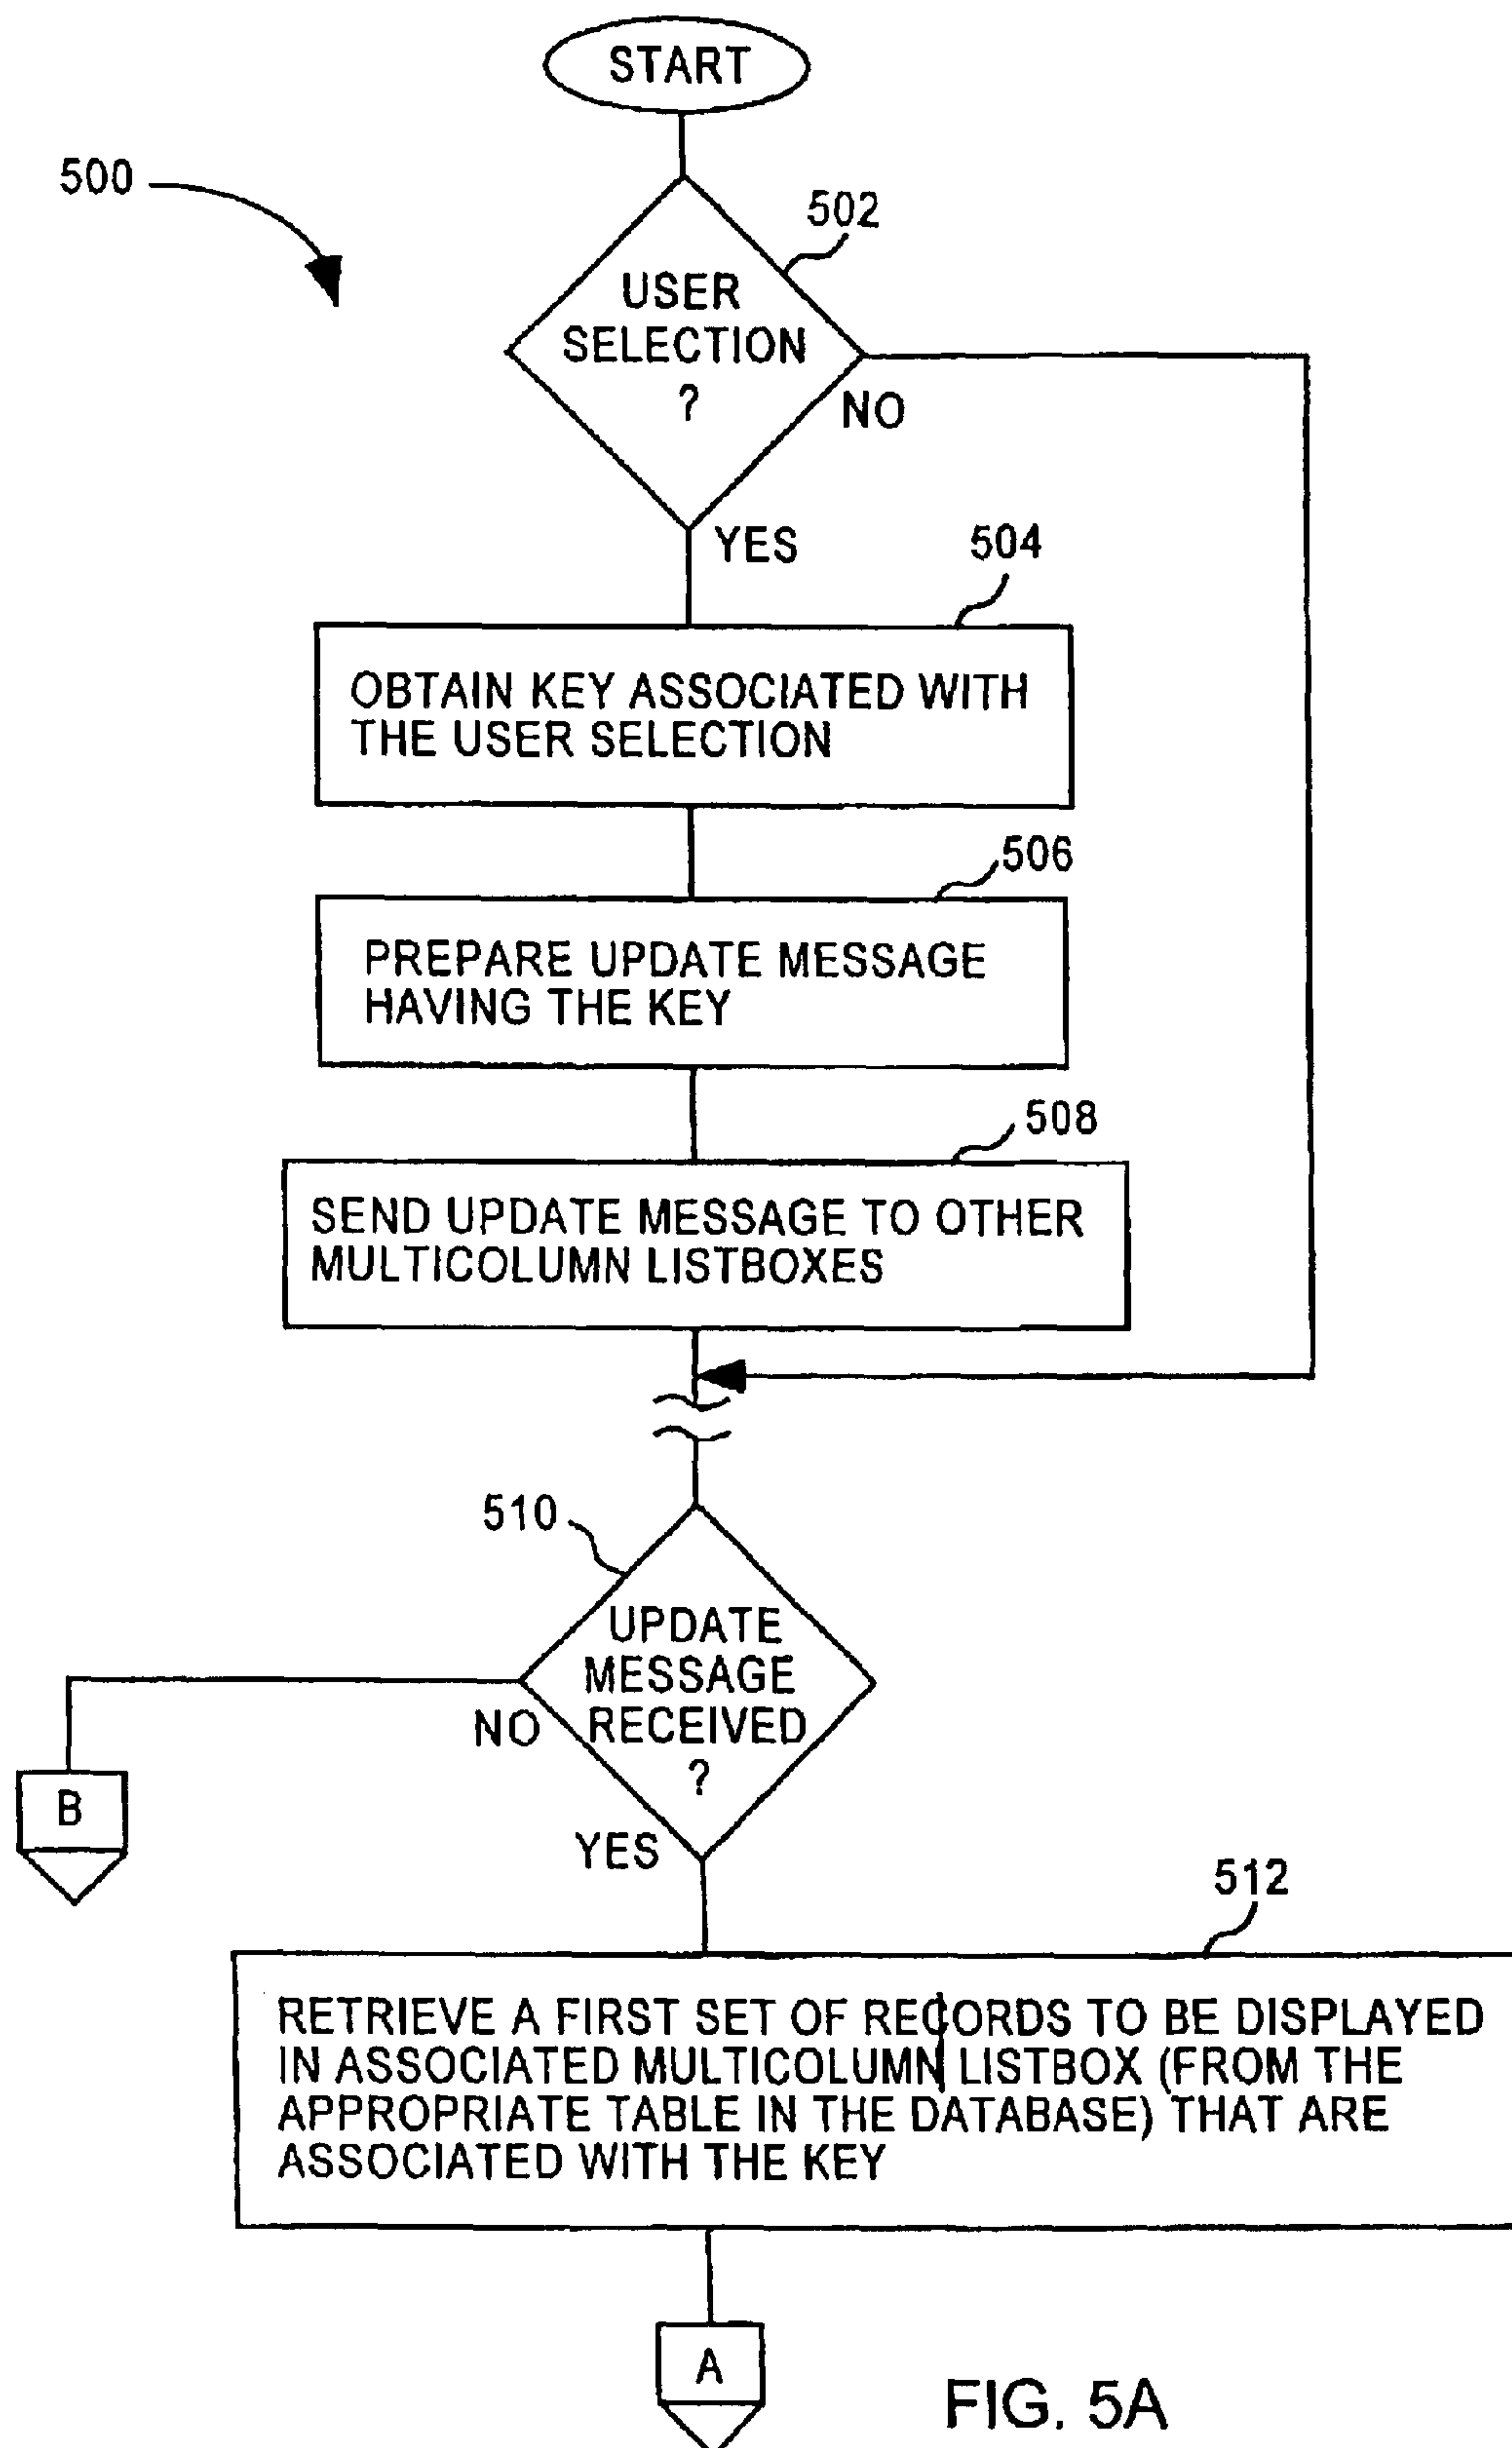 START
500
502
USER
SELECTION
?
NO
YES
504
OBTAIN KEY ASSOCIATED WITH
THE USER SELECTION
506
PREPARE UPDATE MESSAGE
HAVING THE KEY
508
SEND UPDATE MESSAGE TO OTHER
MULTICOLUMN LISTBOXES
510
UPDATE
MESSAGE
RECEIVED
?
NO
B
YES
512
RETRIEVE A FIRST SET OF RECORDS TO BE DISPLAYED
IN ASSOCIATED MULTICOLUMN LISTBOX (FROM THE
APPROPRIATE TABLE IN THE DATABASE) THAT ARE
ASSOCIATED WITH THE KEY
A
FIG. 5A